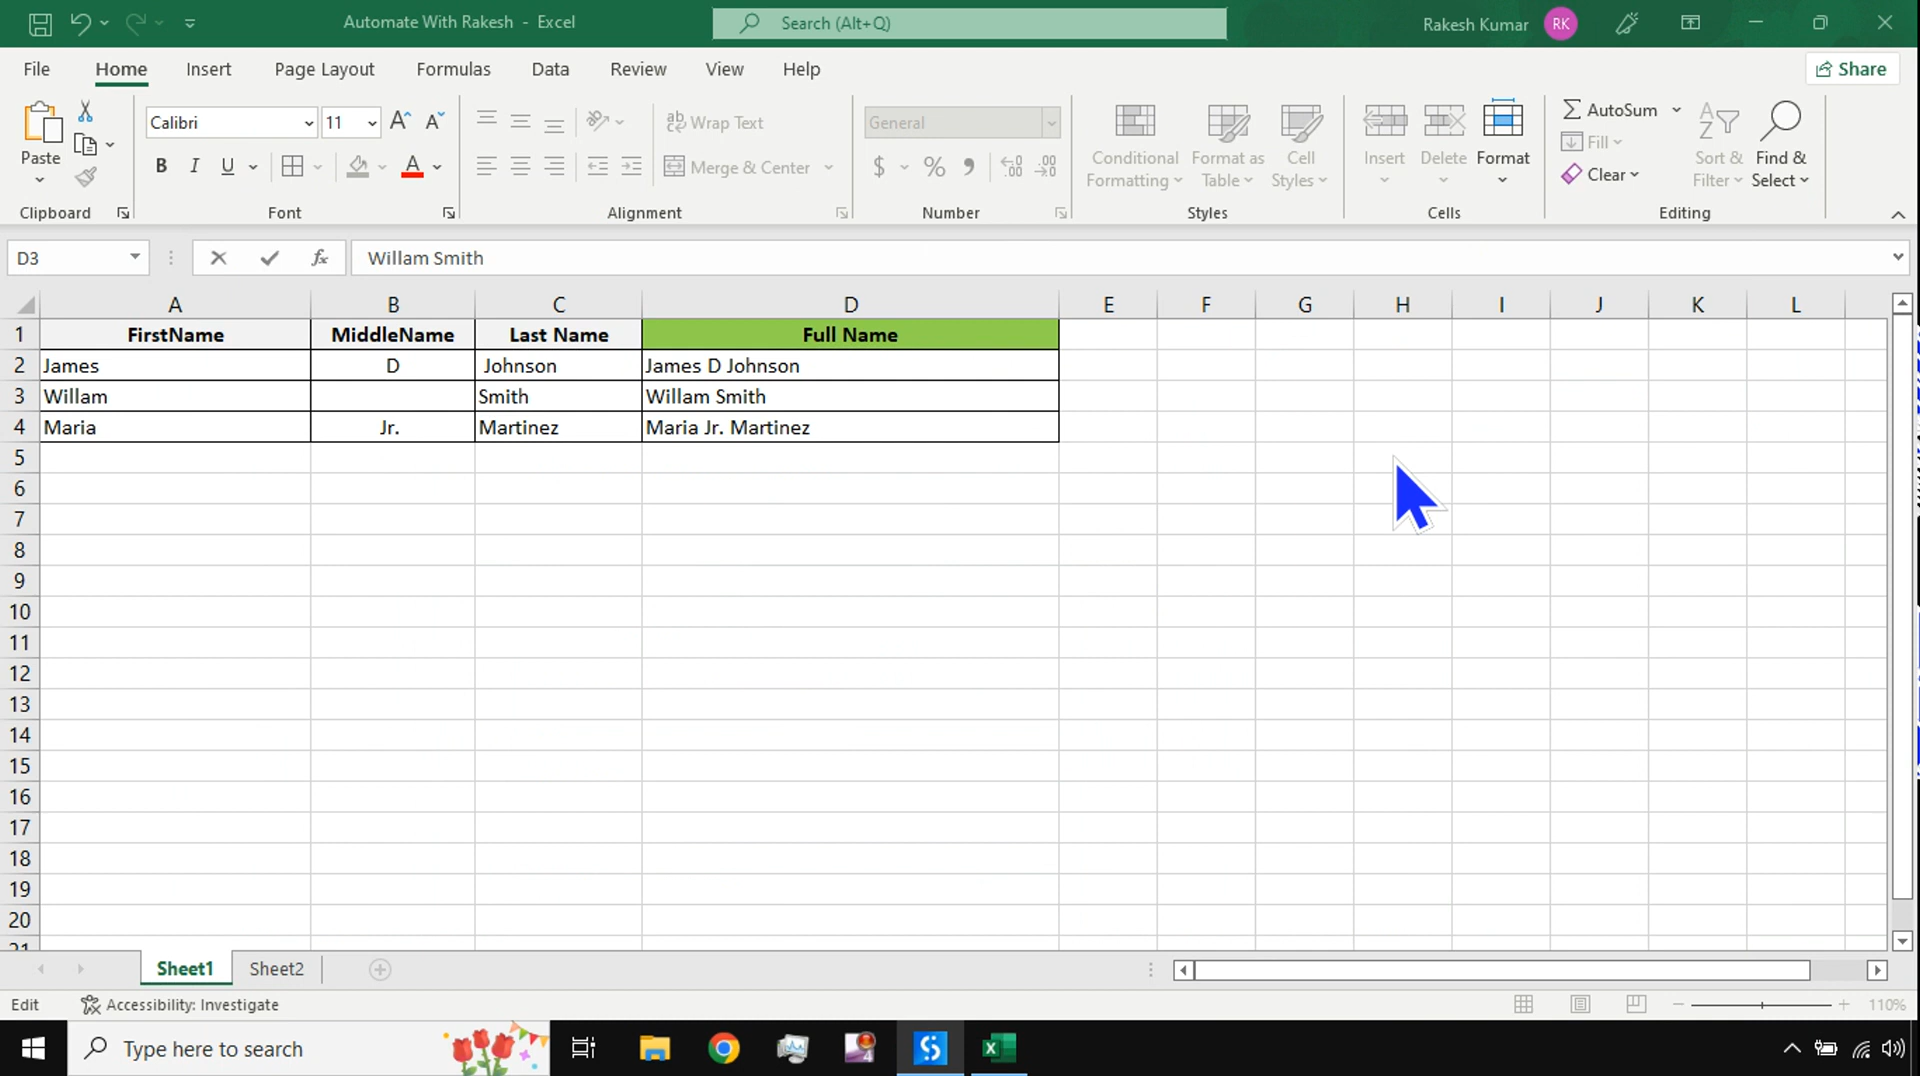 Automate With Rakesh - Excel
Search (Alt+Q)
Rakesh Kumar RK
File Home Insert Page Layout Formulas Data Review View Help Share
Paste
Clipboard
Calibri 11
B I U A
Font
Wrap Text
Merge & Center
Alignment
General
$ % 9
Number
Conditional Formatting
Format as Table
Cell Styles
Styles
Insert Delete Format
Cells
AutoSum
Fill
Clear
Sort & Filter
Find & Select
Editing
D3 fx Willam Smith
A B C D E F G H I J K L
1 FirstName MiddleName Last Name Full Name
2 James D Johnson James D Johnson
3 Willam Smith Willam Smith
4 Maria Jr. Martinez Maria Jr. Martinez
5
6
7
8
9
10
11
12
13
14
15
16
17
18
19
20
21
Sheet1 Sheet2
Edit Accessibility: Investigate 110%
Type here to search